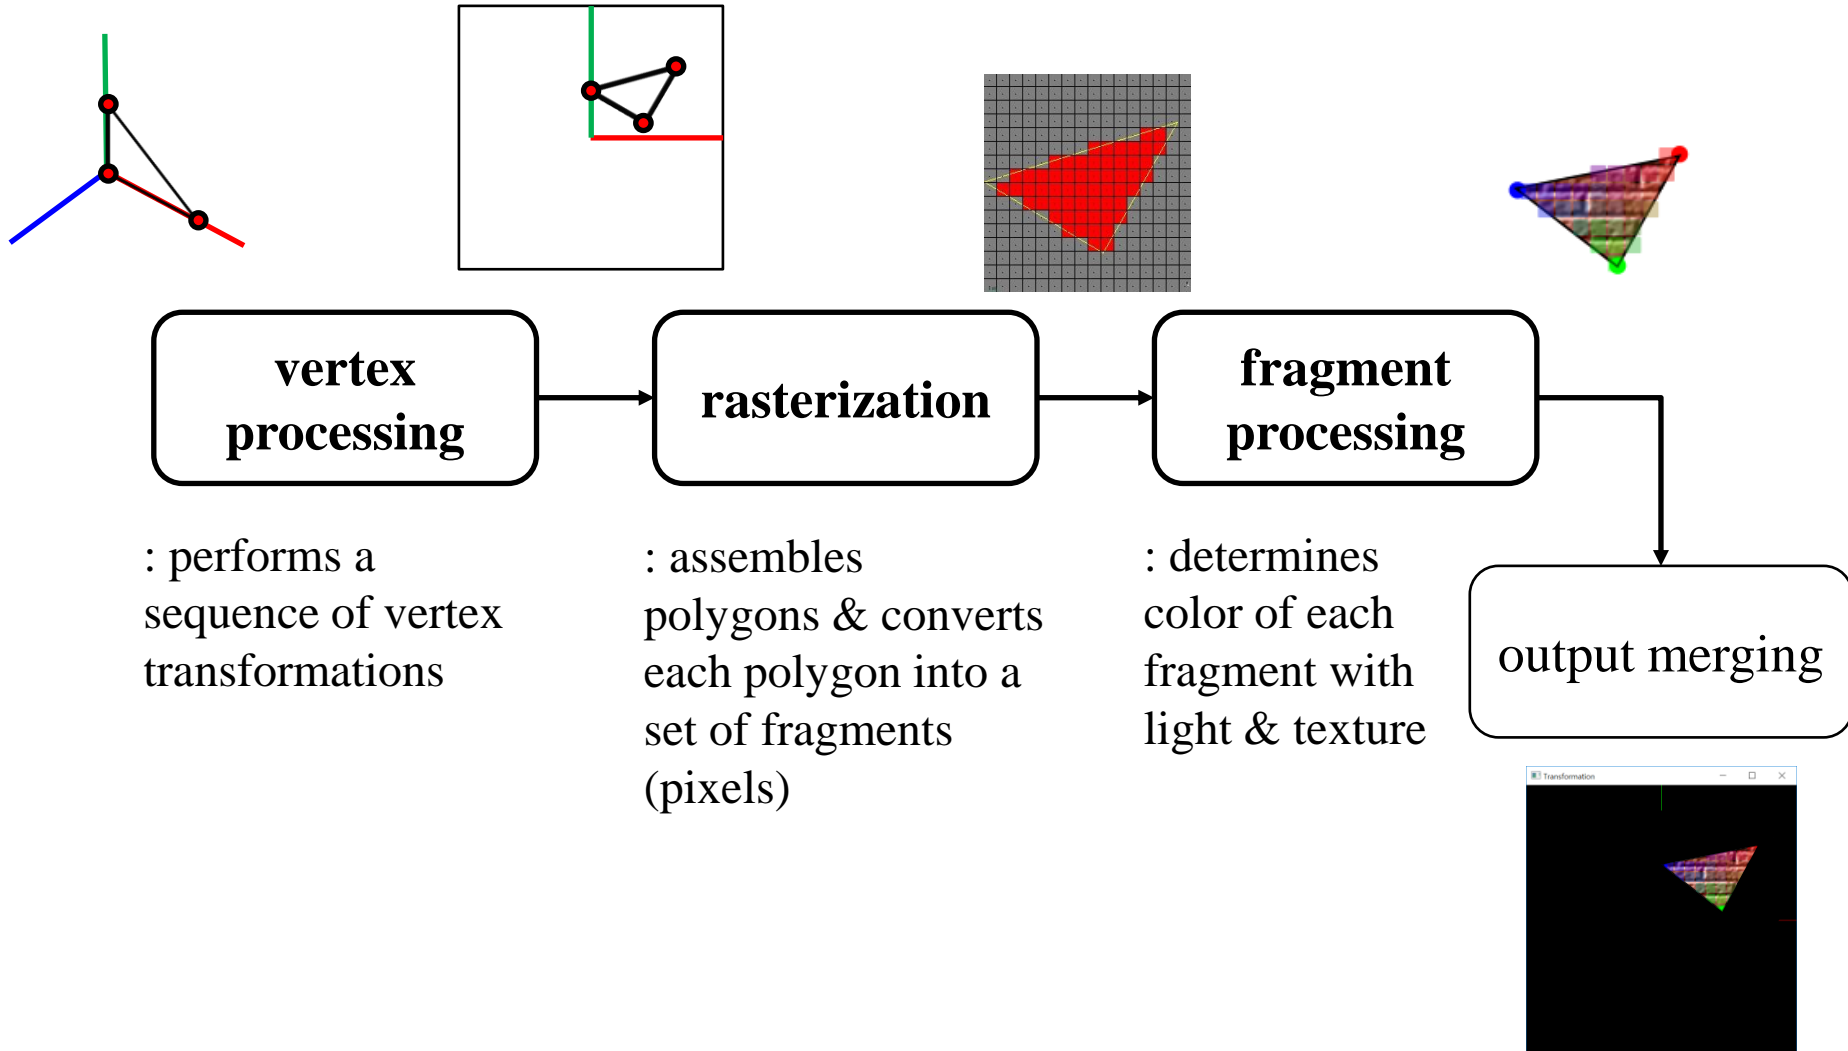 vertex
processing
rasterization
fragment
processing
: performs a
sequence of vertex
transformations
: assembles
polygons & converts
each polygon into a
set of fragments
(pixels)
: determines
color of each
fragment with
light & texture
output merging
Transformation